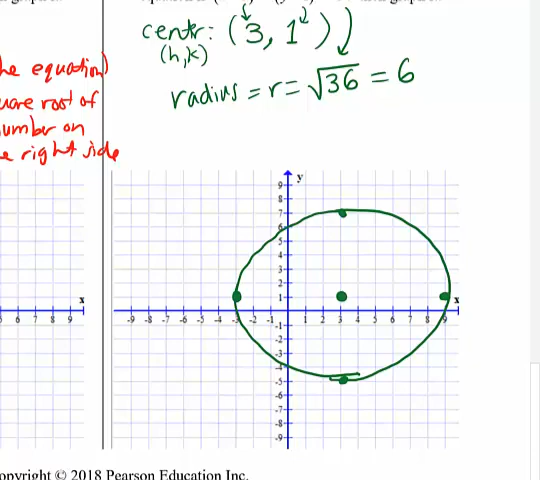 centr: (3, 1)
(h,k)
radius = r = √36 = 6
he equation)
uare root of
umber on
e right side
y
9
8
7
6
5
4
3
2
1
x
6 7 8 9
-9 -8 -7 -6 -5 -4 -3 -2 -1 1 2 3 4 5 6 7 8 9
x
-1
-2
-3
-4
-5
-6
-7
-8
-9
opyright © 2018 Pearson Education Inc.